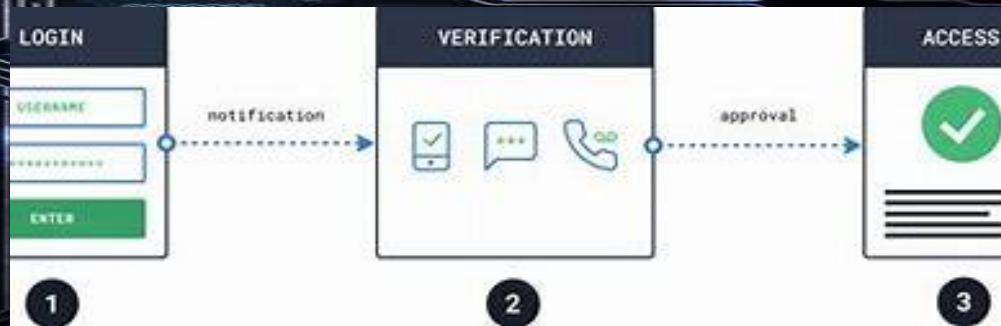 LOGIN
USERNAME
************
ENTER
1
notification
VERIFICATION
2
approval
ACCESS
3